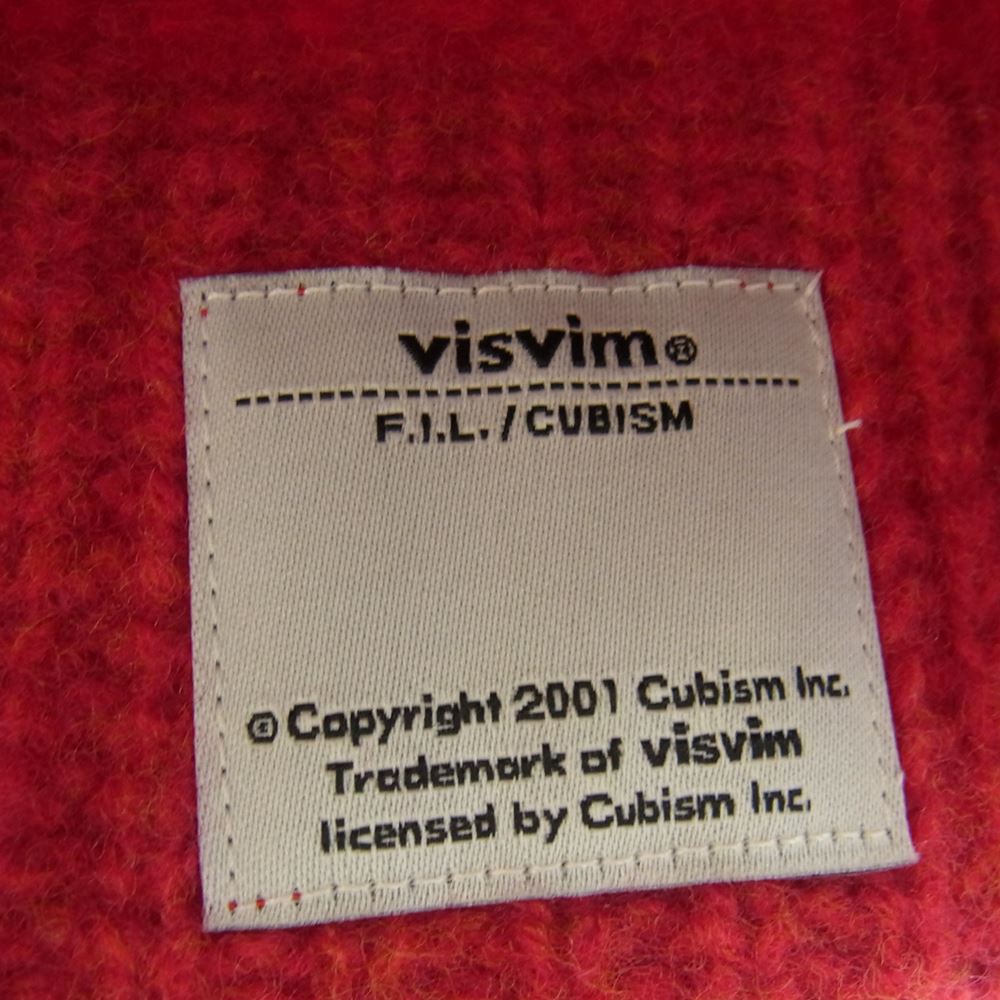 visvim®
F.I.L./CUBISM
© Copyright 2001 Cubism Inc.
Trademark of visvim
licensed by Cubism Inc.